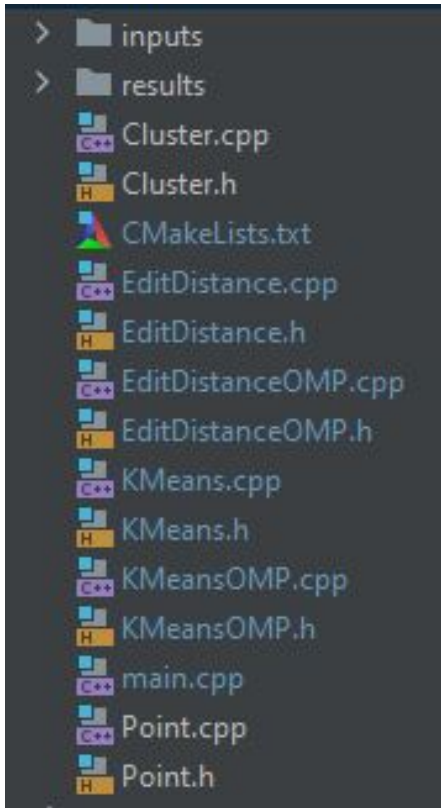 inputs
results
C++ Cluster.cpp
H Cluster.h
CMakeLists.txt
C++ EditDistance.cpp
H EditDistance.h
C++ EditDistanceOMP.cpp
H EditDistanceOMP.h
C++ KMeans.cpp
H KMeans.h
C++ KMeansOMP.cpp
H KMeansOMP.h
C++ main.cpp
C++ Point.cpp
H Point.h